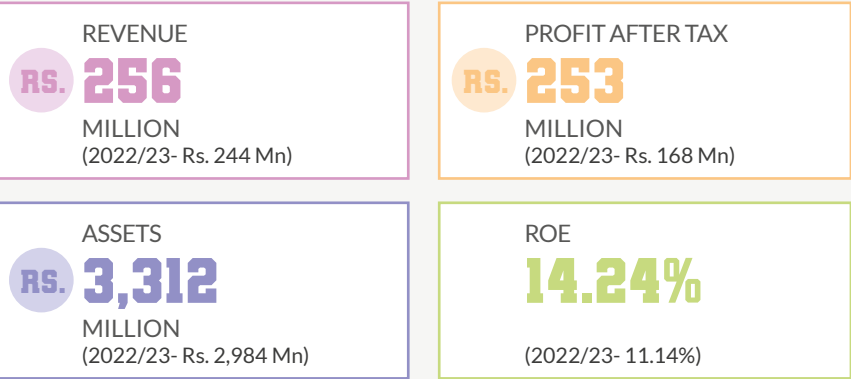 REVENUE
RS. 256
MILLION
(2022/23- Rs. 244 Mn)
PROFIT AFTER TAX
RS. 253
MILLION
(2022/23- Rs. 168 Mn)
ASSETS
RS. 3,312
MILLION
(2022/23- Rs. 2,984 Mn)
ROE
14.24%
(2022/23- 11.14%)